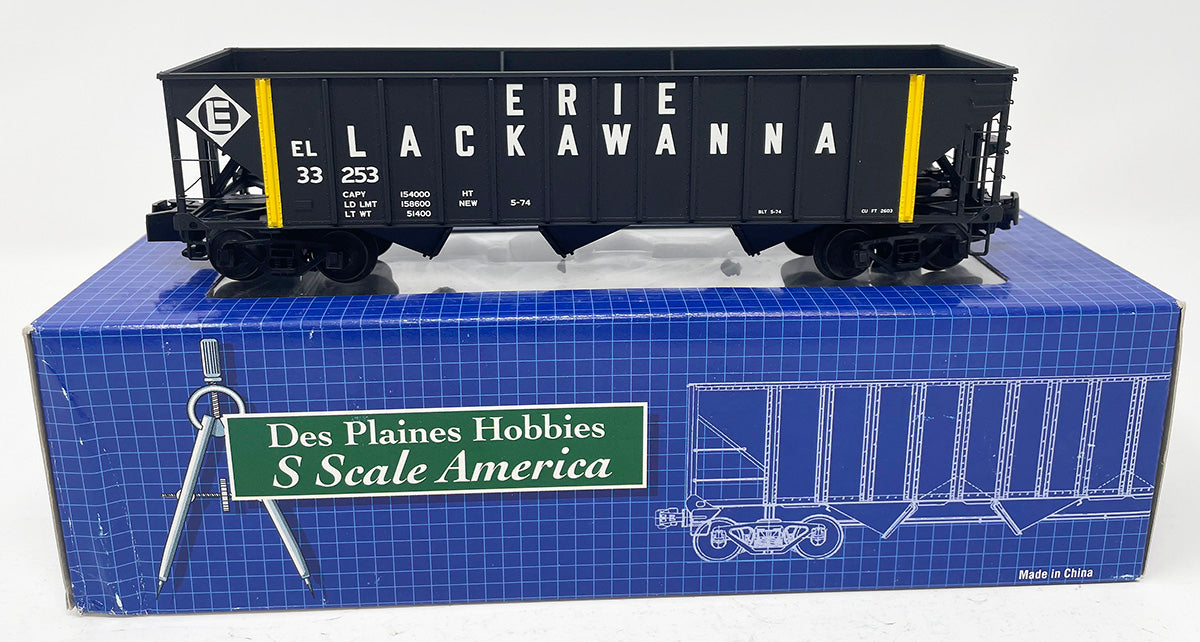 E
ERIE
EL LACKAWANNA
33 253
CAPY 154000 HT
LD LMT 158600 NEW 5-74
LT WT 51400
BLT 5-74
CU FT 2603
Des Plaines Hobbies
S Scale America
Made in China